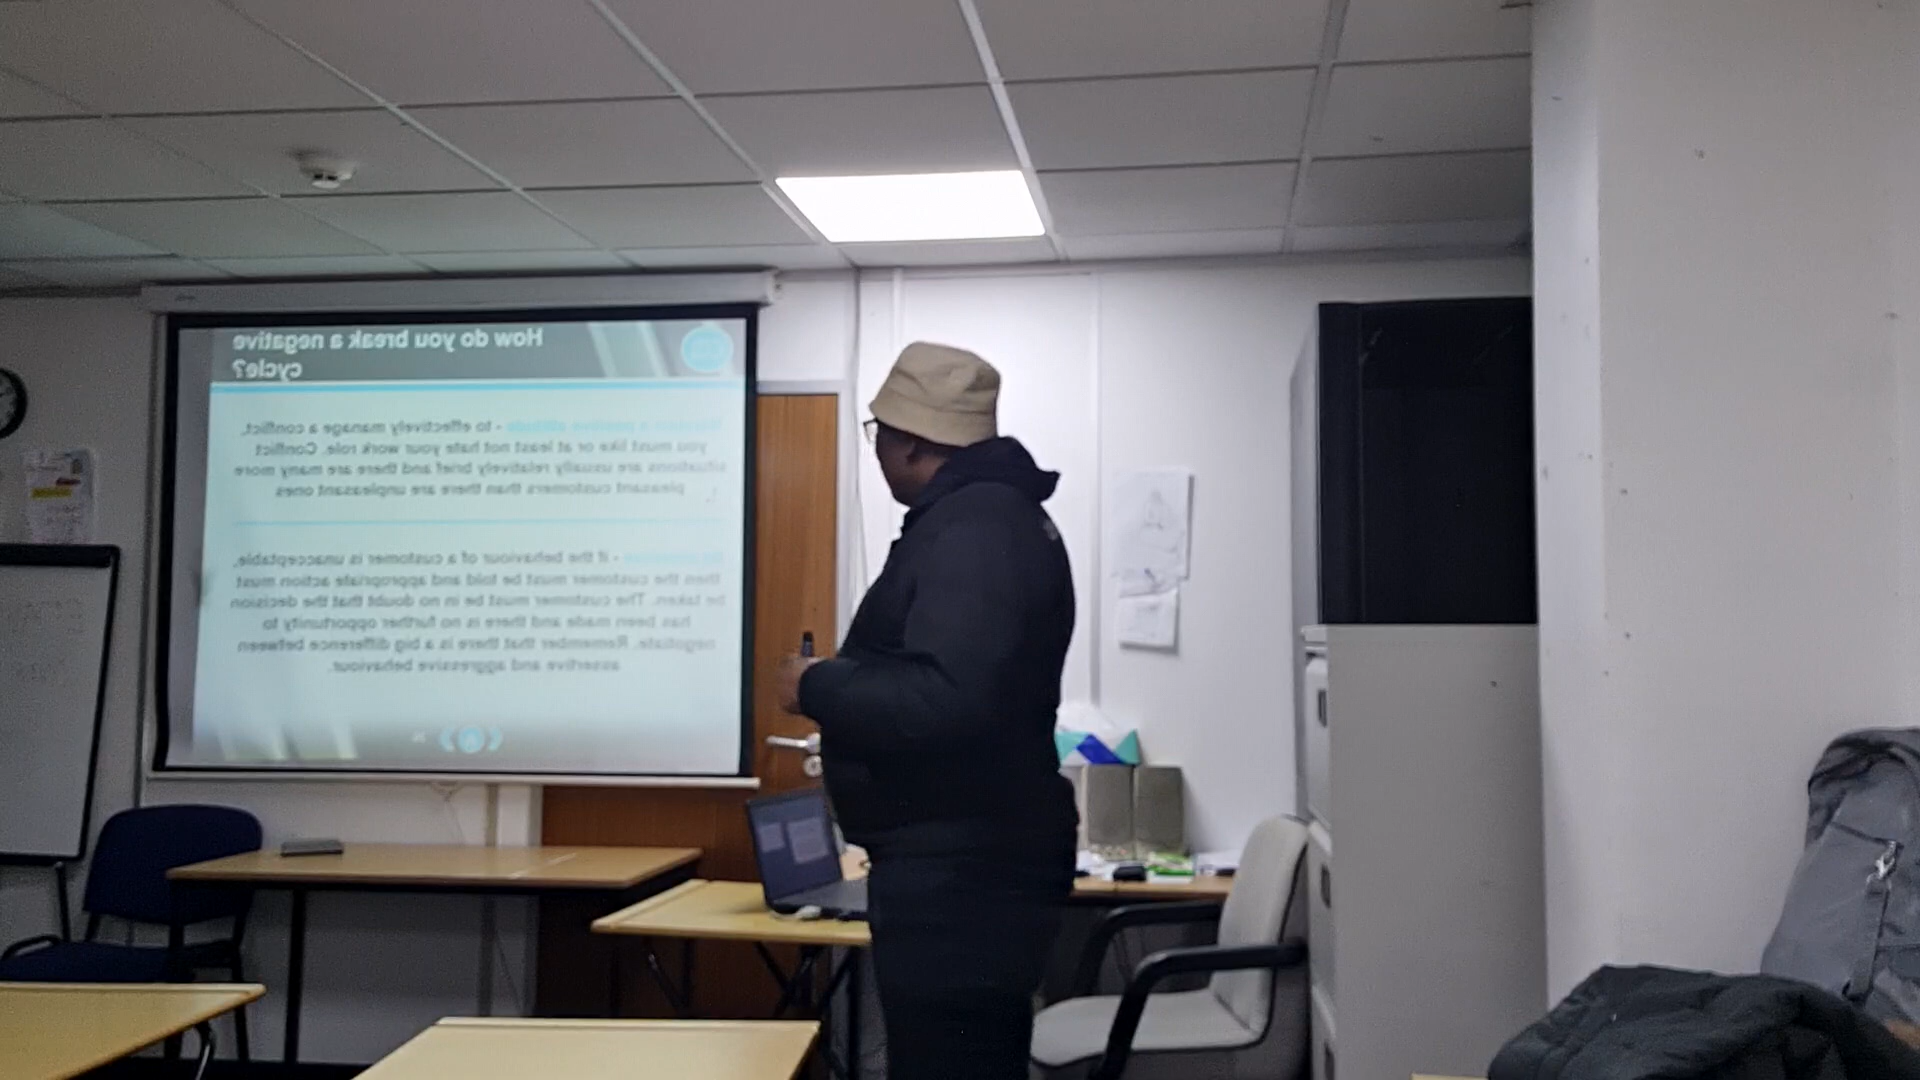 How do you break a negative
cycle?
Maintain a positive attitude - to effectively manage a conflict,
you must like or at least not hate your work role. Conflict
situations are usually relatively brief and there are many more
pleasant customers than there are unpleasant ones
- if the behaviour of a customer is unacceptable,
then the customer must be told and appropriate action must
be taken. The customer must be in no doubt that the decision
has been made and there is no further opportunity to
negotiate. Remember that there is a big difference between
assertive and aggressive behaviour.